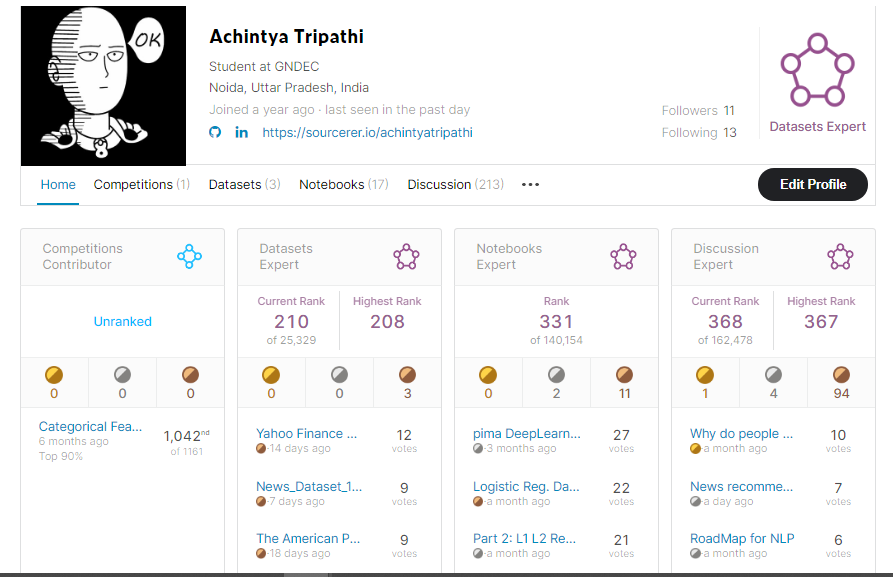 OK
Achintya Tripathi
Student at GNDEC
Noida, Uttar Pradesh, India
Joined a year ago · last seen in the past day
in https://sourcerer.io/achintyatripathi
Followers 11
Following 13
Datasets Expert
Home Competitions (1) Datasets (3) Notebooks (17) Discussion (213) •••
Edit Profile
Competitions
Contributor
Unranked
0 0 0
Categorical Fea...
6 months ago
Top 90%
1,042nd
of 1161
Datasets
Expert
Current Rank Highest Rank
210 208
of 25,329
0 0 3
Yahoo Finance ... 12
·14 days ago votes
News_Dataset_1... 9
·7 days ago votes
The American P... 9
·18 days ago votes
Notebooks
Expert
Rank
331
of 140,154
0 2 11
pima DeepLearn... 27
·3 months ago votes
Logistic Reg. Da... 22
·a month ago votes
Part 2: L1 L2 Re... 21
·a month ago votes
Discussion
Expert
Current Rank Highest Rank
368 367
of 162,478
1 4 94
Why do people ... 10
·a month ago votes
News recomme... 7
·a day ago votes
RoadMap for NLP 6
·a month ago votes